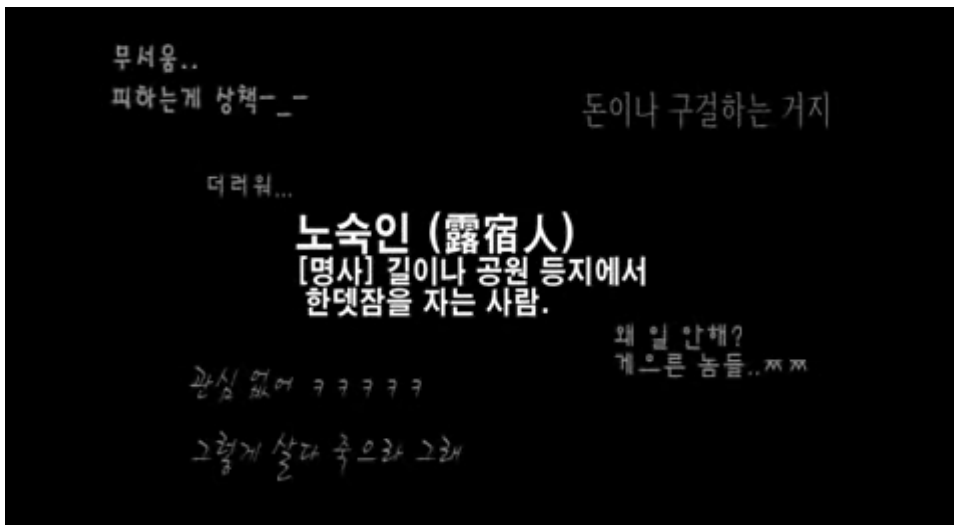 무서움..
피하는게 상책-_-
돈이나 구걸하는 거지
더러워...
노숙인 (露宿人)
[명사] 길이나 공원 등지에서
한뎃잠을 자는 사람.
왜 일 안해?
게으른 놈들..ㅉㅉ
관심 없어 ㅋㅋㅋㅋㅋ
그렇게 살다 죽으라 그래